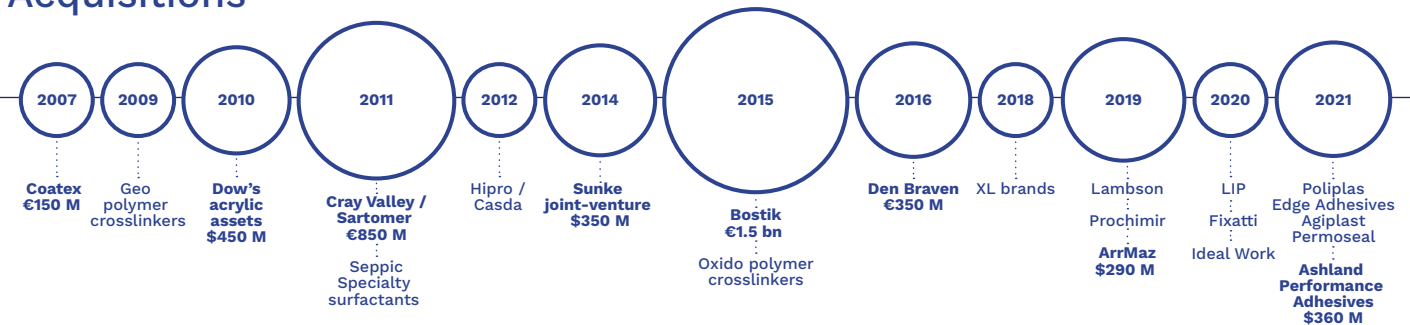 Acquisitions
2007
2009
2010
2011
2012
2014
2015
2016
2018
2019
2020
2021
Coatex
€150 M
Geo
polymer
crosslinkers
Dow's
acrylic
assets
$450 M
Cray Valley /
Sartomer
€850 M
Seppic
Specialty
surfactants
Hipro /
Casda
Sunke
joint-venture
$350 M
Bostik
€1.5 bn
Oxido polymer
crosslinkers
Den Braven
€350 M
XL brands
Lambson
Prochimir
ArrMaz
$290 M
LIP
Fixatti
Ideal Work
Poliplas
Edge Adhesives
Agiplast
Permoseal
Ashland
Performance
Adhesives
$360 M